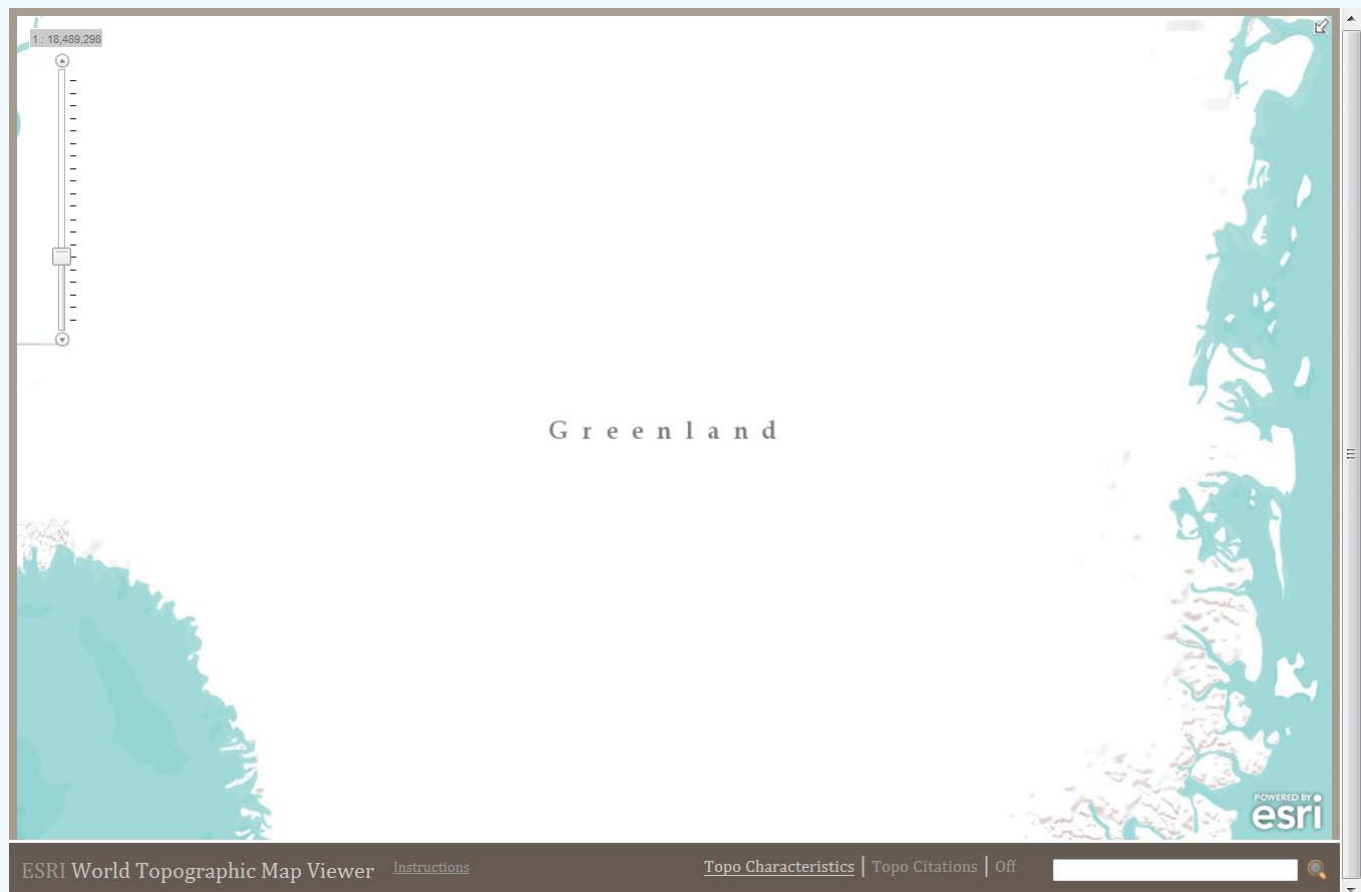 1 : 18,489,298
Greenland
POWERED BY
esri
ESRI World Topographic Map Viewer
Instructions
Topo Characteristics | Topo Citations | Off